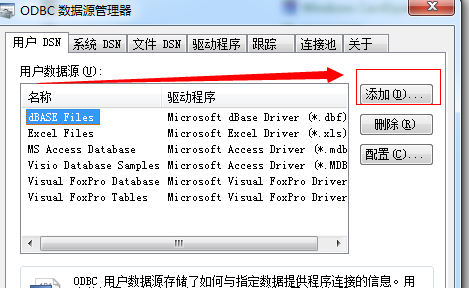 ODBC 数据源管理器
用户 DSN 系统 DSN 文件 DSN 驱动程序 跟踪 连接池 关于
用户数据源(U):
名称 驱动程序
dBASE Files Microsoft dBase Driver (*.dbf)
Excel Files Microsoft Excel Driver (*.xls)
MS Access Database Microsoft Access Driver (*.mdb
Visio Database Samples Microsoft Access Driver (*.MDB
Visual FoxPro Database Microsoft Visual FoxPro Driver
Visual FoxPro Tables Microsoft Visual FoxPro Driver
添加(D)...
删除(R)
配置(C)...
ODBC 用户数据源存储了如何与指定数据提供程序连接的信息。用